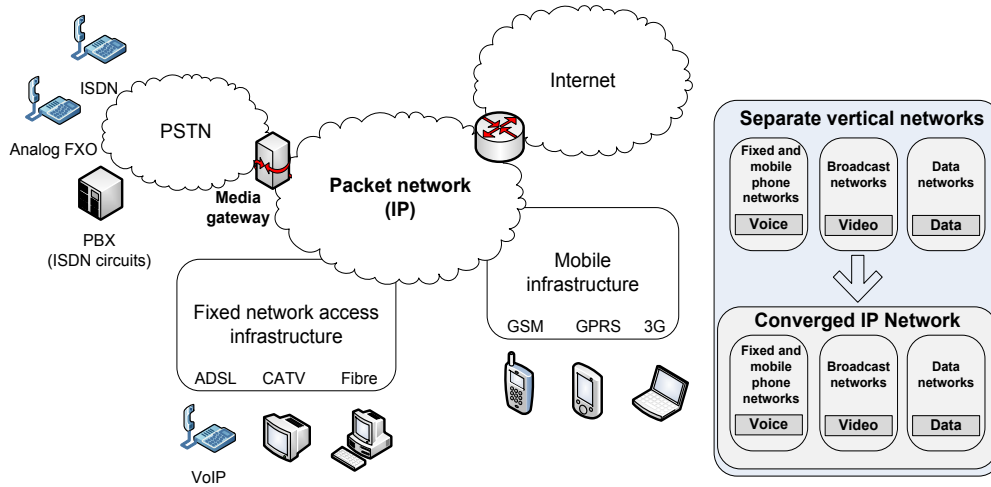 ISDN
Analog FXO
PBX
(ISDN circuits)
PSTN
Media
gateway
Packet network
(IP)
Internet
Fixed network access
infrastructure
ADSL CATV Fibre
VoIP
Mobile
infrastructure
GSM GPRS 3G
Separate vertical networks
Fixed and
mobile
phone
networks
Voice
Broadcast
networks
Video
Data
networks
Data
Converged IP Network
Fixed and
mobile
phone
networks
Voice
Broadcast
networks
Video
Data
networks
Data